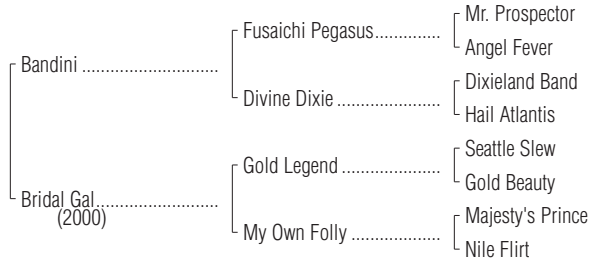 Mr. Prospector
Fusaichi Pegasus..............
Angel Fever
Bandini .............................
Dixieland Band
Divine Dixie ......................
Hail Atlantis
Seattle Slew
Gold Legend .....................
Gold Beauty
Bridal Gal..........................
(2000)
Majesty's Prince
My Own Folly ...................
Nile Flirt